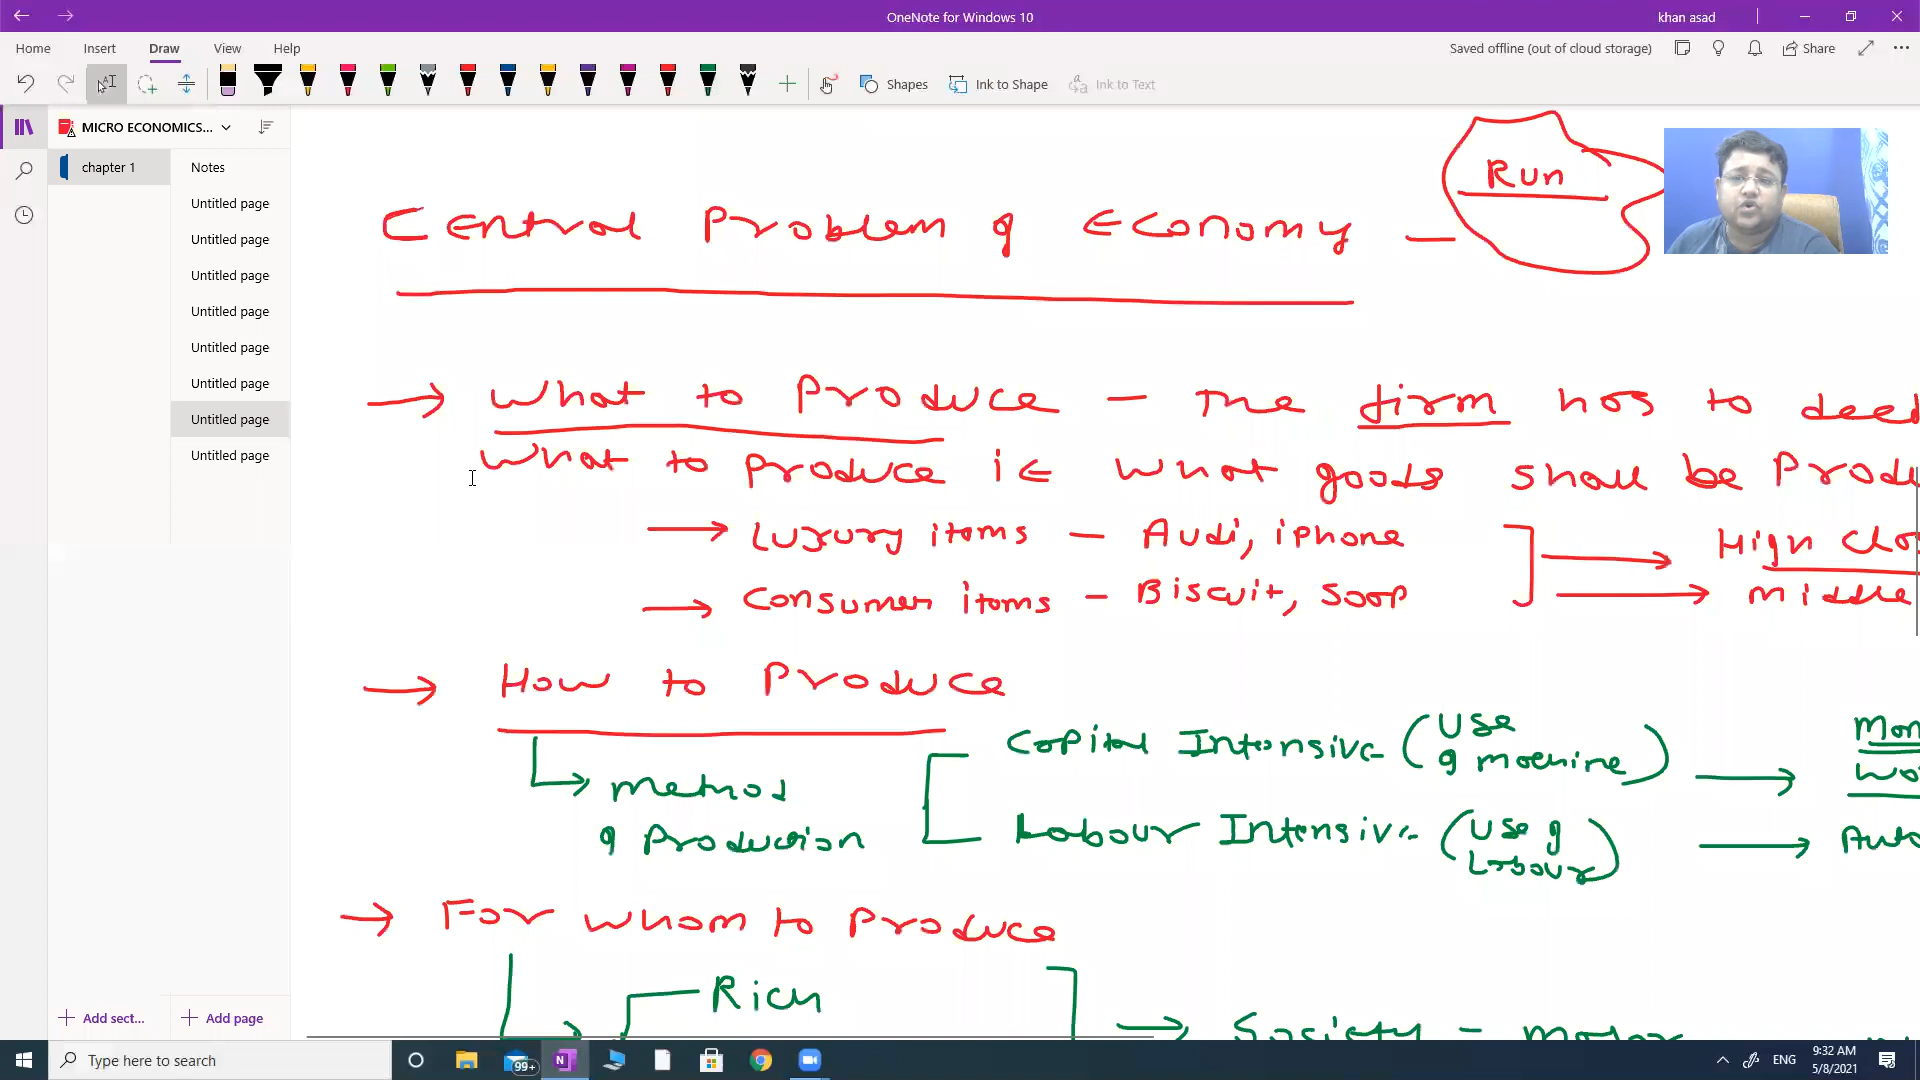 OneNote for Windows 10
khan asad
Home Insert Draw View Help
Saved offline (out of cloud storage)
Share
Shapes
Ink to Shape
Ink to Text
MICRO ECONOMICS...
chapter 1
Notes
Untitled page
Untitled page
Untitled page
Untitled page
Untitled page
Untitled page
Untitled page
Untitled page
Add sect...
Add page
Central Problem of Economy –
Run
→ What to Produce – The firm has to
What to produce ie what goods shall be
→ Luxury items – Audi, iphone
→ Consumer items – Biscuit, Soap
High
middle
→ How to Produce
method
of Production
Capital Intensive (Use
of machine)
Labour Intensive (Use of
Labour)
→ For whom to Produce
Rich
→ Society –
Type here to search
99+
ENG
9:32 AM
5/8/2021